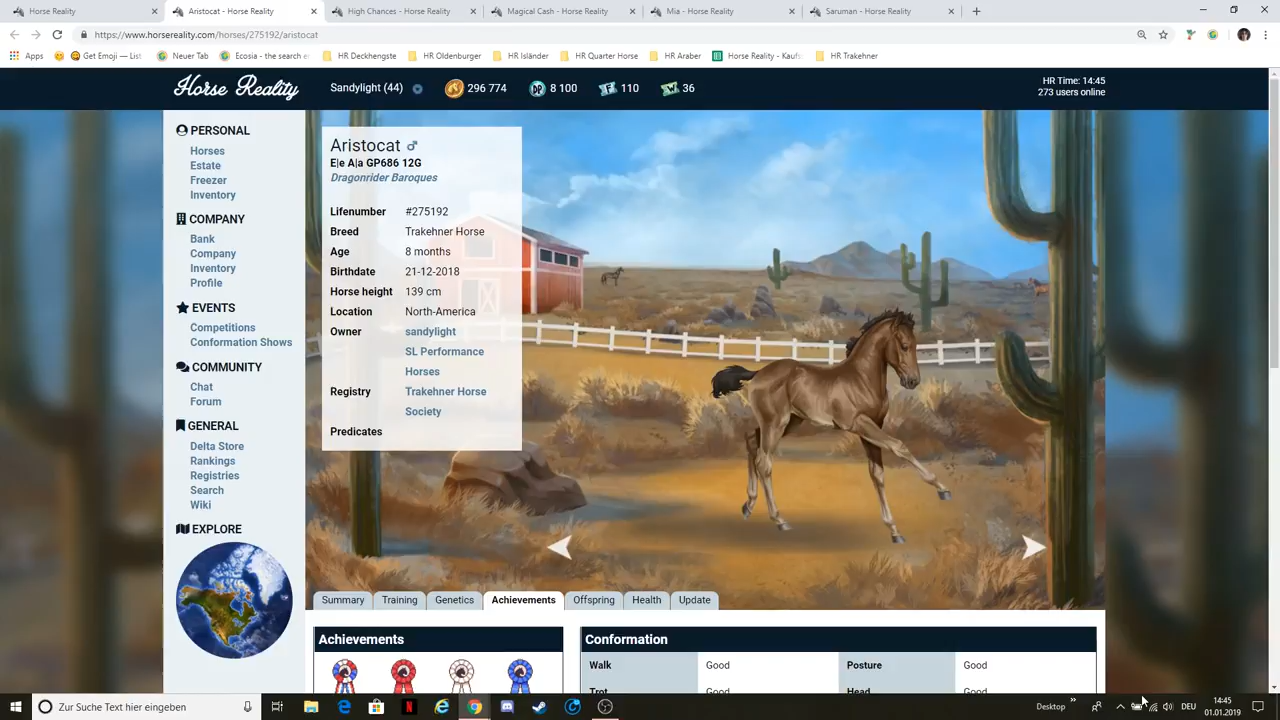 Horse Reality
Aristocat - Horses Reality
High Chances - Horse Reality
Magical Cash - Horse Reality
Mia - Horse Reality
Saruman - Horse Reality
https://www.horsereality.com/horses/275192/aristocat
Apps
Get Emoji — List
Neuer Tab
Ecosia - the search e
HR Deckhengste
HR Oldenburger
HR Isländer
HR Quarter Horse
HR Araber
Horse Reality - Kaufs
HR Trakehner
Horse Reality
Sandylight (44)
296 774
8 100
110
36
HR Time: 14:45
273 users online
PERSONAL
Horses
Estate
Freezer
Inventory
COMPANY
Bank
Company
Inventory
Profile
EVENTS
Competitions
Conformation Shows
COMMUNITY
Chat
Forum
GENERAL
Delta Store
Rankings
Registries
Search
Wiki
EXPLORE
Aristocat ♂
E|e A|a GP686 12G
Dragonrider Baroques
Lifenumber #275192
Breed Trakehner Horse
Age 8 months
Birthdate 21-12-2018
Horse height 139 cm
Location North-America
Owner sandylight
SL Performance
Horses
Registry Trakehner Horse
Society
Predicates
Summary
Training
Genetics
Achievements
Offspring
Health
Update
Achievements
Conformation
Walk Good Posture Good
Trot Good Head Good
Zur Suche Text hier eingeben
Desktop
DEU
14:45
01.01.2019